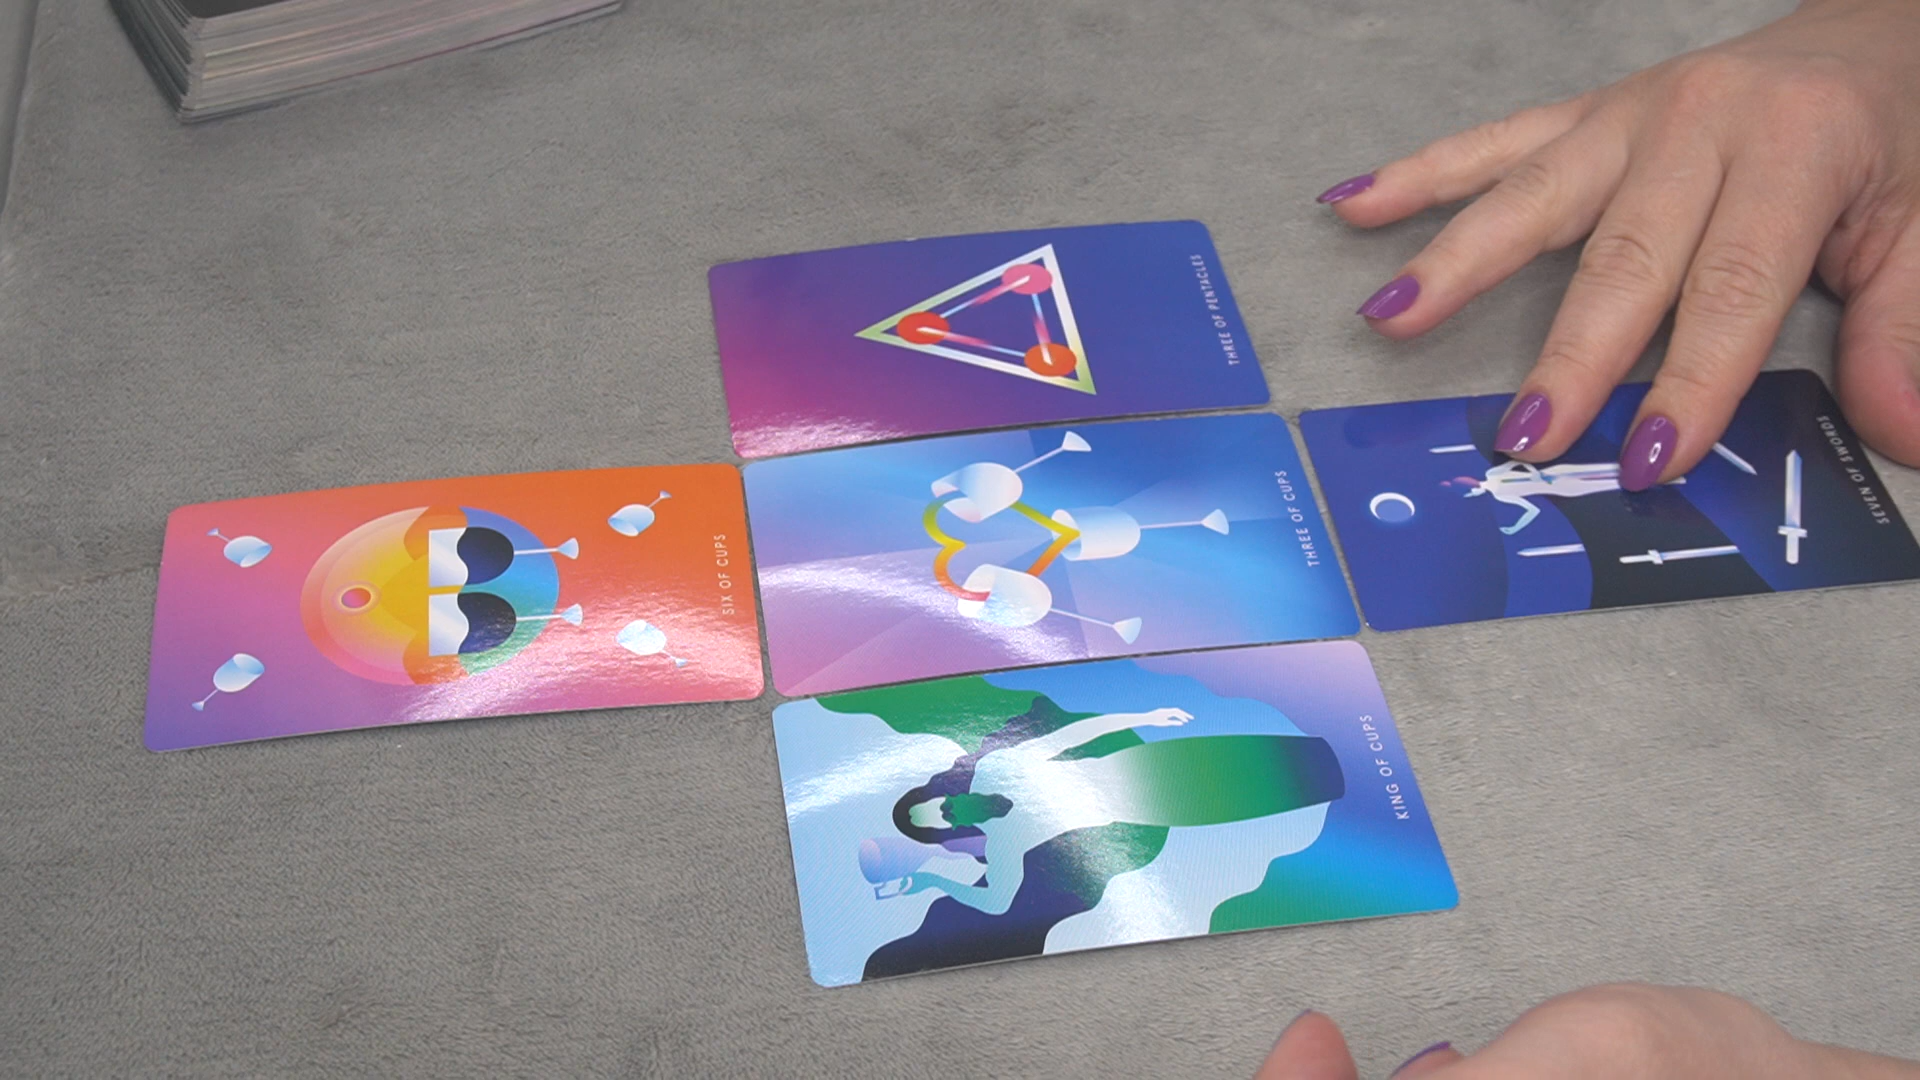 THREE OF PENTACLES
SIX OF CUPS
THREE OF CUPS
SEVEN OF SWORDS
KING OF CUPS